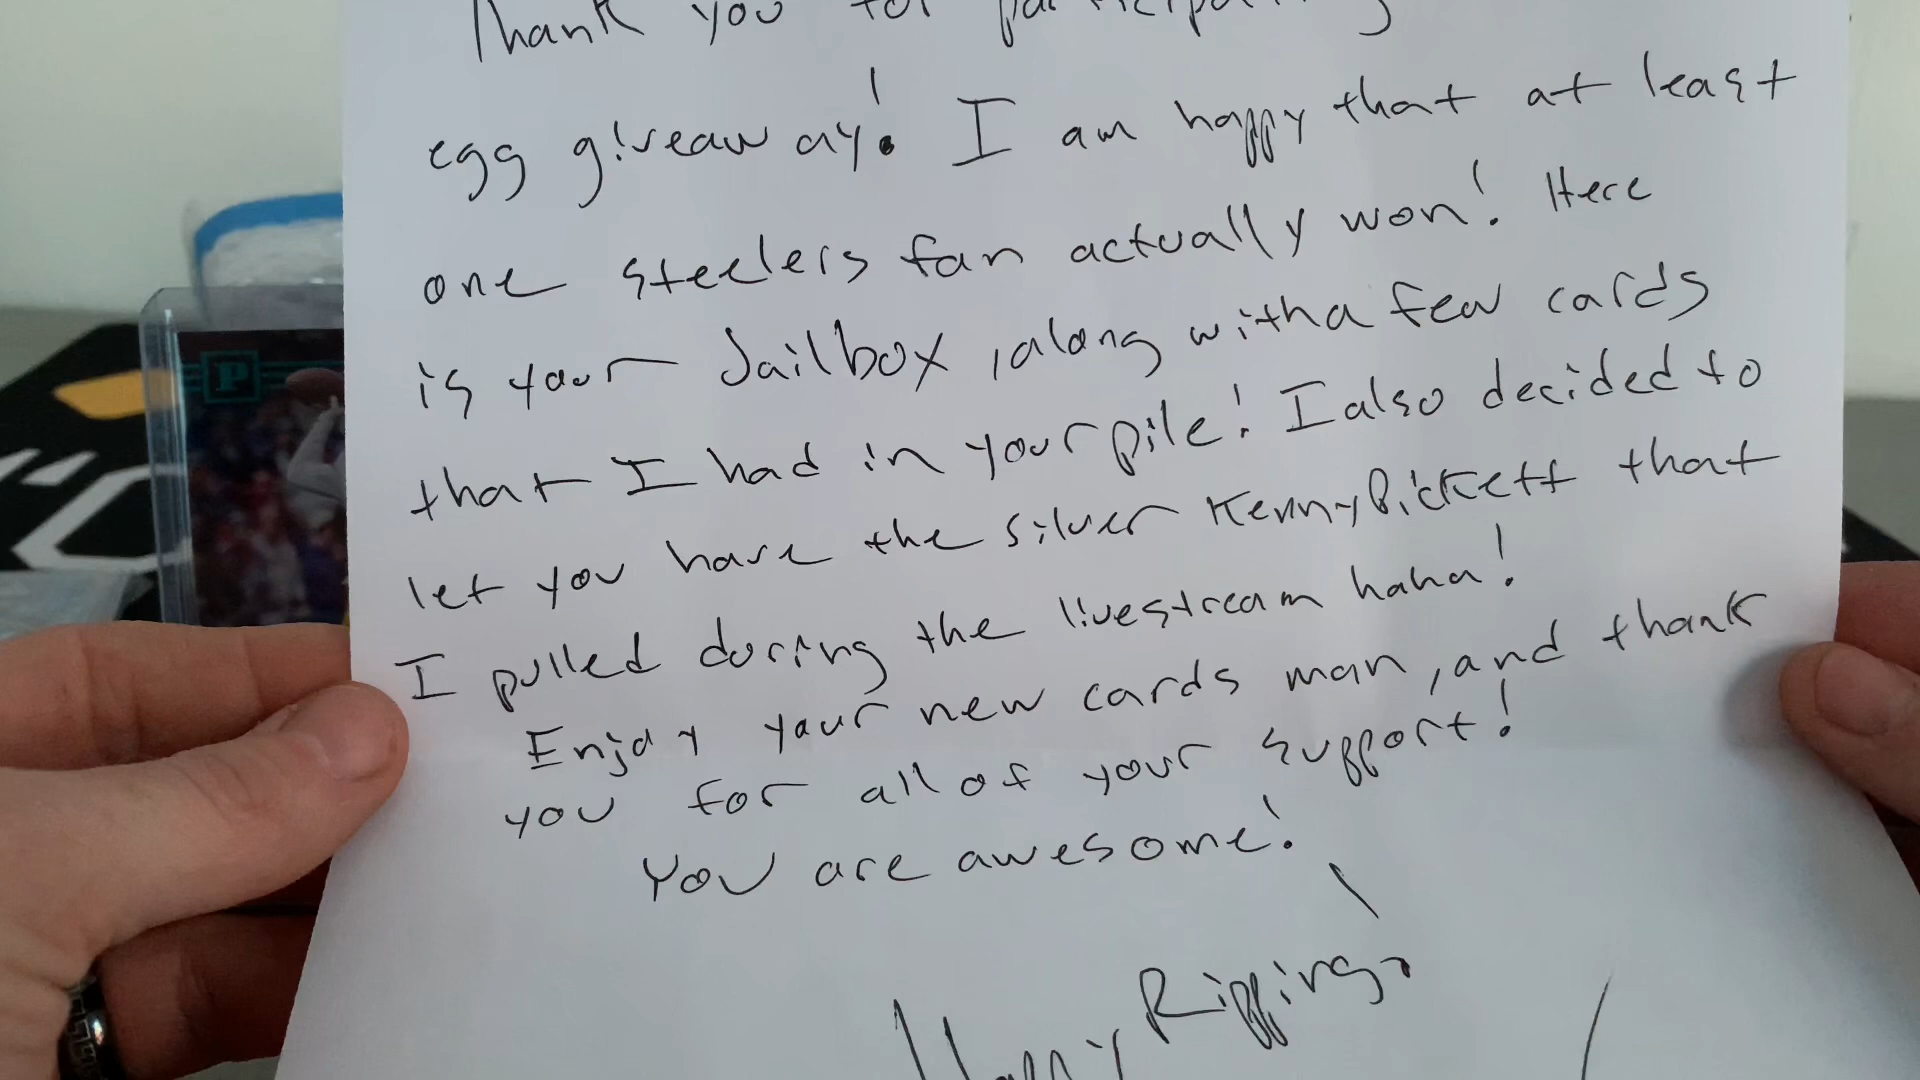 Thank you for participating
egg giveaway! I am happy that at least
one steelers fan actually won! Here
is your Jailbox, along with a few cards
that I had in your pile! I also decided to
let you have the silver Kenny Pickett that
I pulled during the livestream haha!
Enjoy your new cards man, and thank
you for all of your support!
You are awesome!
Happy Ripping,
P